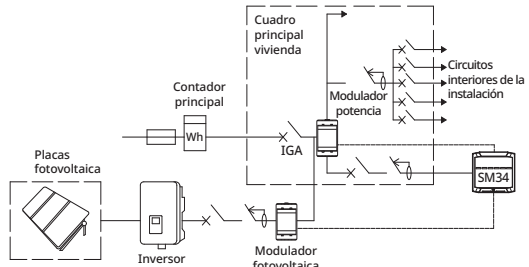 Cuadro
principal
vivienda
Circuitos
interiores de la
instalación
Modulador
potencia
Contador
principal
Wh
IGA
SM34
Placas
fotovoltaica
Inversor
Modulador
fotovoltaica